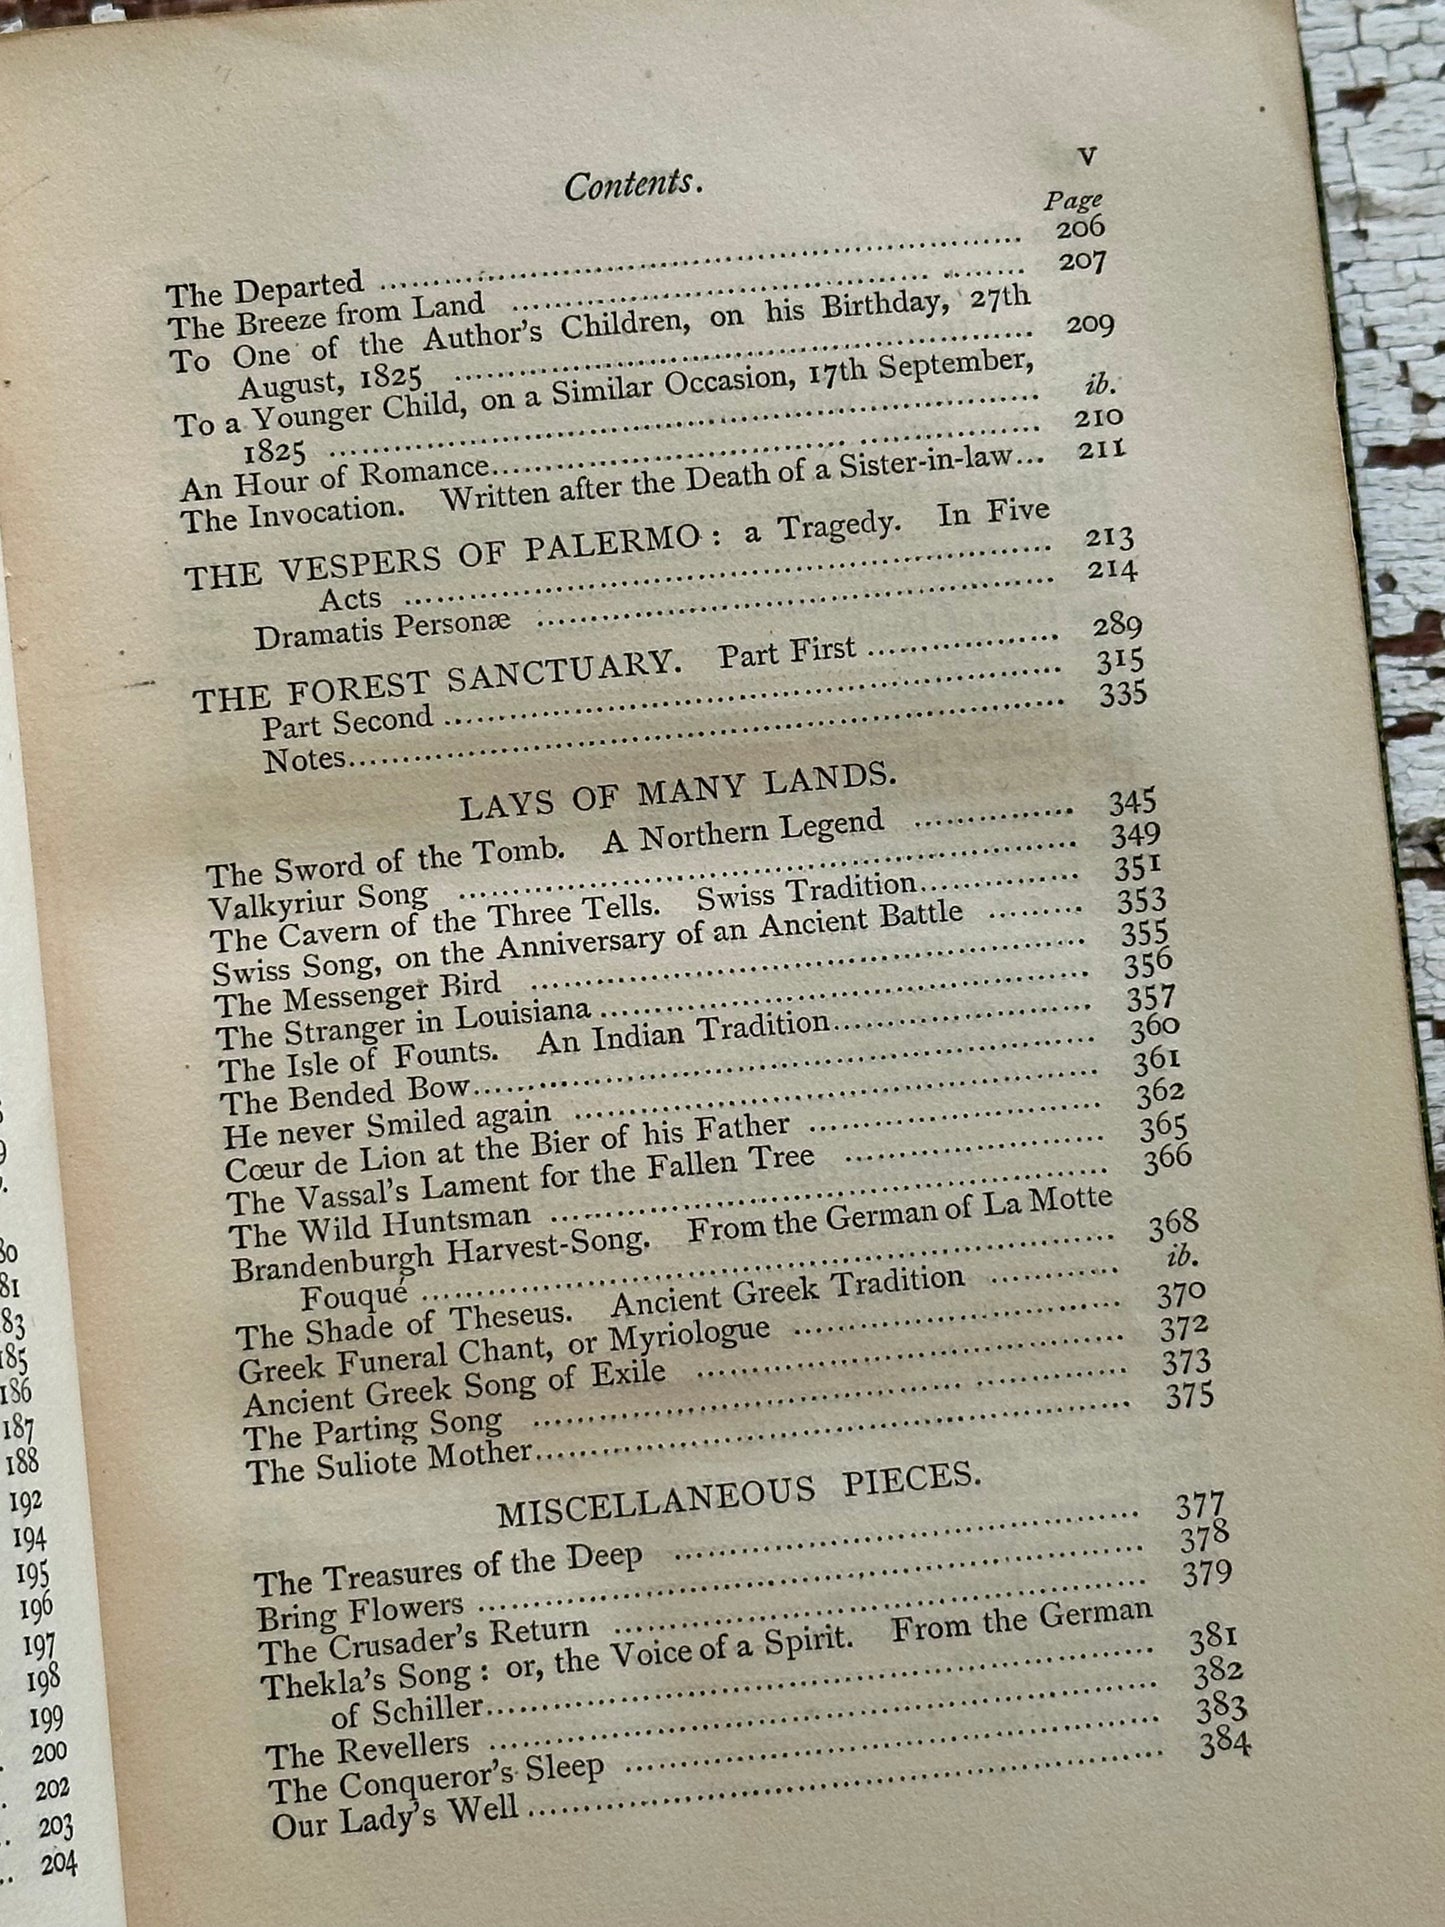 186
187
188
192
194
195
196
197
198
199
200
202
203
204
Contents. v
Page
The Departed ........................ 206
The Breeze from Land ........................ 207
To One of the Author's Children, on his Birthday, 27th
August, 1825 ........................ 209
To a Younger Child, on a Similar Occasion, 17th September,
1825 ........................ ib.
An Hour of Romance ........................ 210
The Invocation. Written after the Death of a Sister-in-law... 211
THE VESPERS OF PALERMO: a Tragedy. In Five
Acts ........................ 213
Dramatis Personæ ........................ 214
THE FOREST SANCTUARY. Part First ........................ 289
Part Second ........................ 315
Notes ........................ 335
LAYS OF MANY LANDS.
The Sword of the Tomb. A Northern Legend ............... 345
Valkyriur Song ........................ 349
The Cavern of the Three Tells. Swiss Tradition............... 351
Swiss Song, on the Anniversary of an Ancient Battle ......... 353
The Messenger Bird ........................ 355
The Stranger in Louisiana ........................ 356
The Isle of Founts. An Indian Tradition........................ 357
The Bended Bow ........................ 360
He never Smiled again ........................ 361
Cœur de Lion at the Bier of his Father ........................ 362
The Vassal's Lament for the Fallen Tree ........................ 365
The Wild Huntsman ........................ 366
Brandenburgh Harvest-Song. From the German of La Motte
Fouqué ........................ 368
The Shade of Theseus. Ancient Greek Tradition ............ ib.
Greek Funeral Chant, or Myriologue ........................ 370
Ancient Greek Song of Exile ........................ 372
The Parting Song ........................ 373
The Suliote Mother ........................ 375
MISCELLANEOUS PIECES.
The Treasures of the Deep ........................ 377
Bring Flowers ........................ 378
The Crusader's Return ........................ 379
Thekla's Song: or, the Voice of a Spirit. From the German
of Schiller ........................ 381
The Revellers ........................ 382
The Conqueror's Sleep ........................ 383
Our Lady's Well ........................ 384